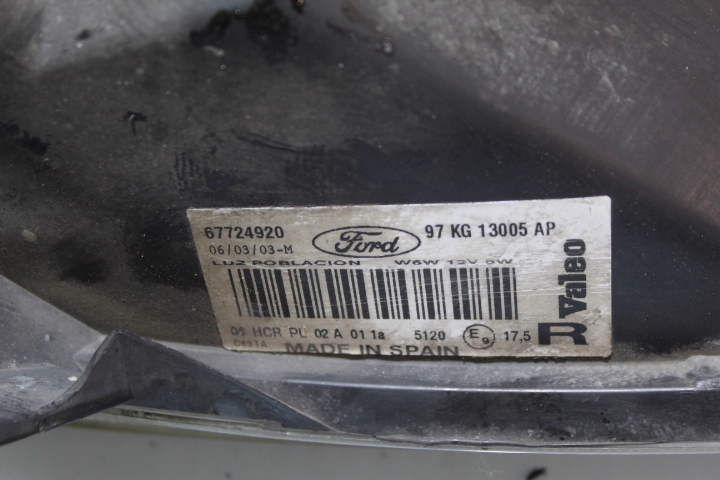 67724920 Ford 97 KG 13005 AP
06/03/03-M
LUZ POBLACION W5W 12V 5W
Valeo
01 HCR PL 02 A 01 1a 5120 E9 17,5
MADE IN SPAIN